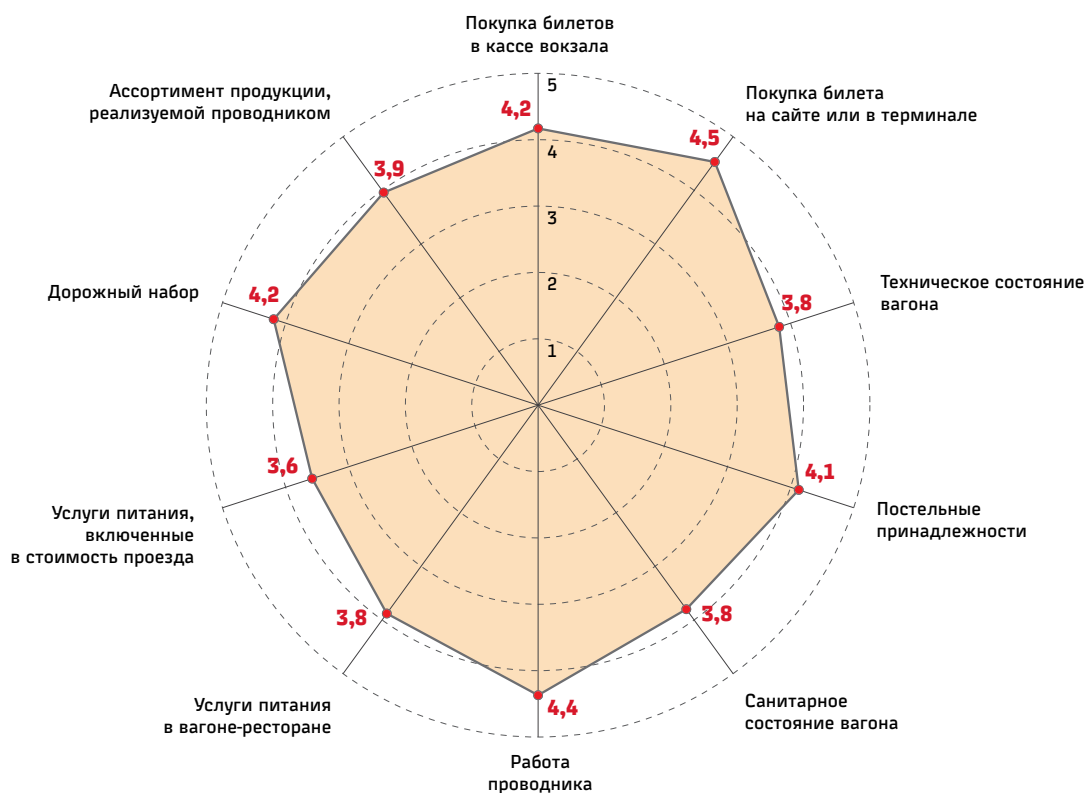 Покупка билетов
в кассе вокзала
Ассортимент продукции,
реализуемой проводником
Покупка билета
на сайте или в терминале
5
4,2
4,5
4
3,9
3
Дорожный набор
4,2
2
Техническое состояние
вагона
3,8
1
3,6
4,1
Услуги питания,
включенные
в стоимость проезда
Постельные
принадлежности
3,8
3,8
Услуги питания
в вагоне-ресторане
4,4
Санитарное
состояние вагона
Работа
проводника